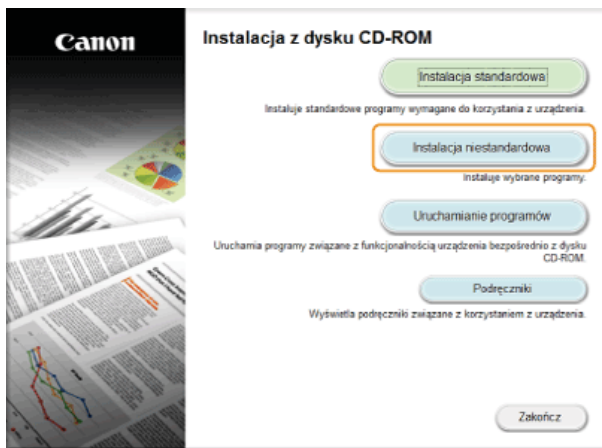 Canon
Instalacja z dysku CD-ROM
Instalacja standardowa
Instaluje standardowe programy wymagane do korzystania z urządzenia.
Instalacja niestandardowa
Instaluje wybrane programy.
Uruchamianie programów
Uruchamia programy związane z funkcjonalnością urządzenia bezpośrednio z dysku
CD-ROM.
Podręczniki
Wyświetla podręczniki związane z korzystaniem z urządzenia.
Zakończ